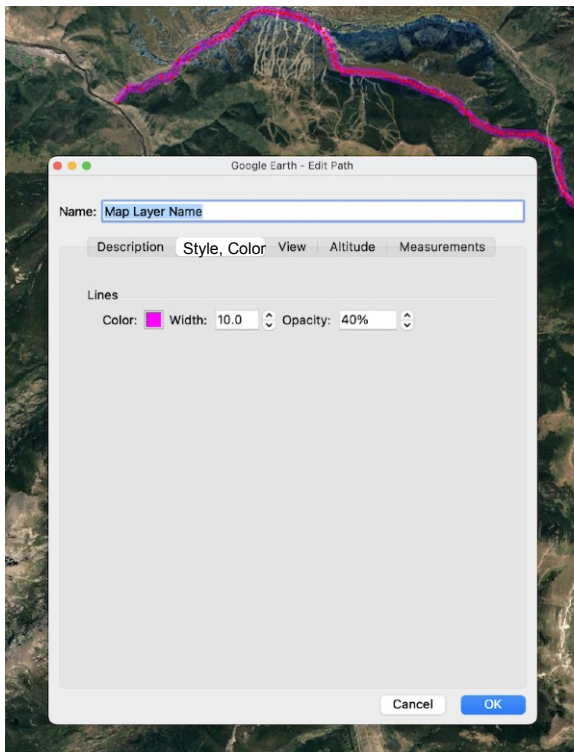 Google Earth - Edit Path
Name: Map Layer Name
Description Style, Color View Altitude Measurements
Lines
Color: Width: 10.0 Opacity: 40%
Cancel OK